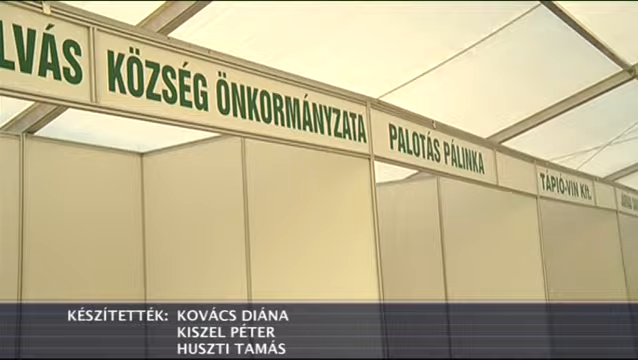 LVÁS
KÖZSÉG ÖNKORMÁNYZATA
PALOTÁS PÁLINKA
TÁPIÓ-VIN Kft.
KÉSZÍTETTÉK: KOVÁCS DIÁNA
KISZEL PÉTER
HUSZTI TAMÁS